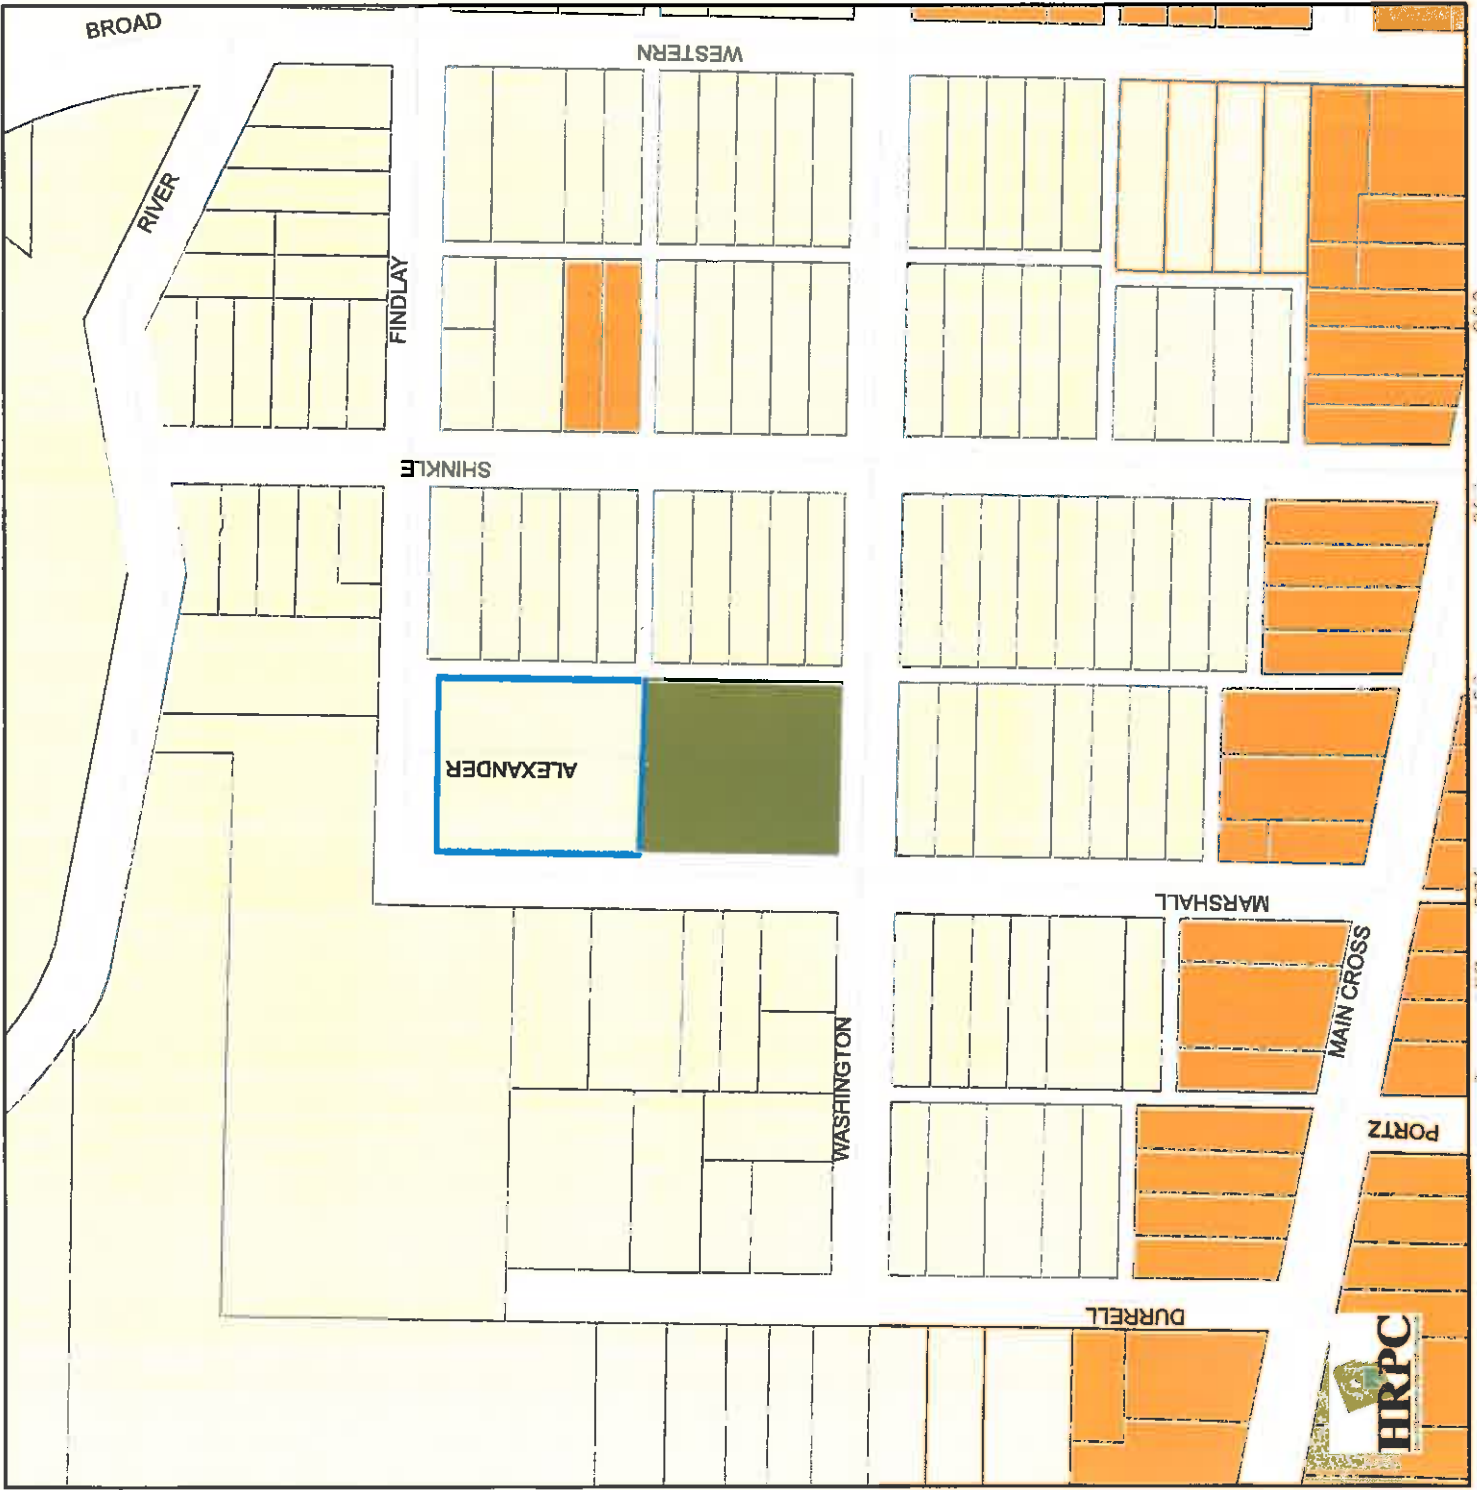 BROAD
WESTERN
RIVER
FINDLAY
SHINKLE
ALEXANDER
MARSHALL
MAIN CROSS
WASHINGTON
PORTZ
DURRELL
HRPC